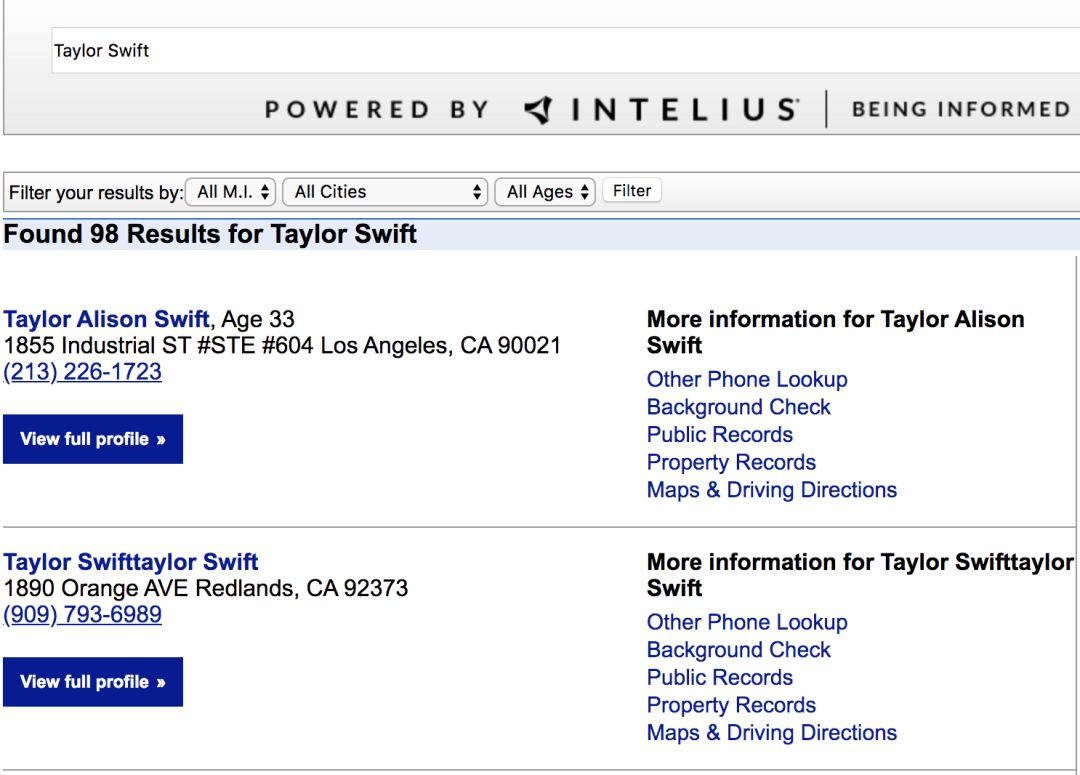 Taylor Swift
POWERED BY INTELIUS | BEING INFORMED
Filter your results by: All M.I. All Cities All Ages Filter
Found 98 Results for Taylor Swift
Taylor Alison Swift, Age 33
1855 Industrial ST #STE #604 Los Angeles, CA 90021
(213) 226-1723
View full profile »
More information for Taylor Alison
Swift
Other Phone Lookup
Background Check
Public Records
Property Records
Maps & Driving Directions
Taylor Swifttaylor Swift
1890 Orange AVE Redlands, CA 92373
(909) 793-6989
View full profile »
More information for Taylor Swifttaylor
Swift
Other Phone Lookup
Background Check
Public Records
Property Records
Maps & Driving Directions